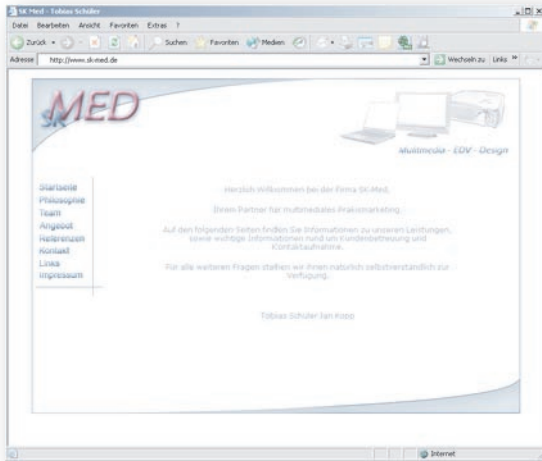 SK Med - Tobias Schüler
Datei Bearbeiten Ansicht Favoriten Extras ?
Zurück Suchen Favoriten Medien
Adresse http://www.sk-med.de Wechseln zu Links
SK MED
Multimedia - EDV - Design
Startseite
Philosophie
Team
Angebot
Referenzen
Kontakt
Links
Impressum
Herzlich Willkommen bei der Firma SK-Med,
Ihrem Partner für multimediales Praxismarketing.
Auf den folgenden Seiten finden Sie Informationen zu unseren Leistungen,
sowie wichtige Informationen rund um Kundenbetreuung und
Kontaktaufnahme.
Für alle weiteren Fragen stehen wir Ihnen natürlich selbstverständlich zur
Verfügung.
Tobias Schüler Jan Kopp
Internet